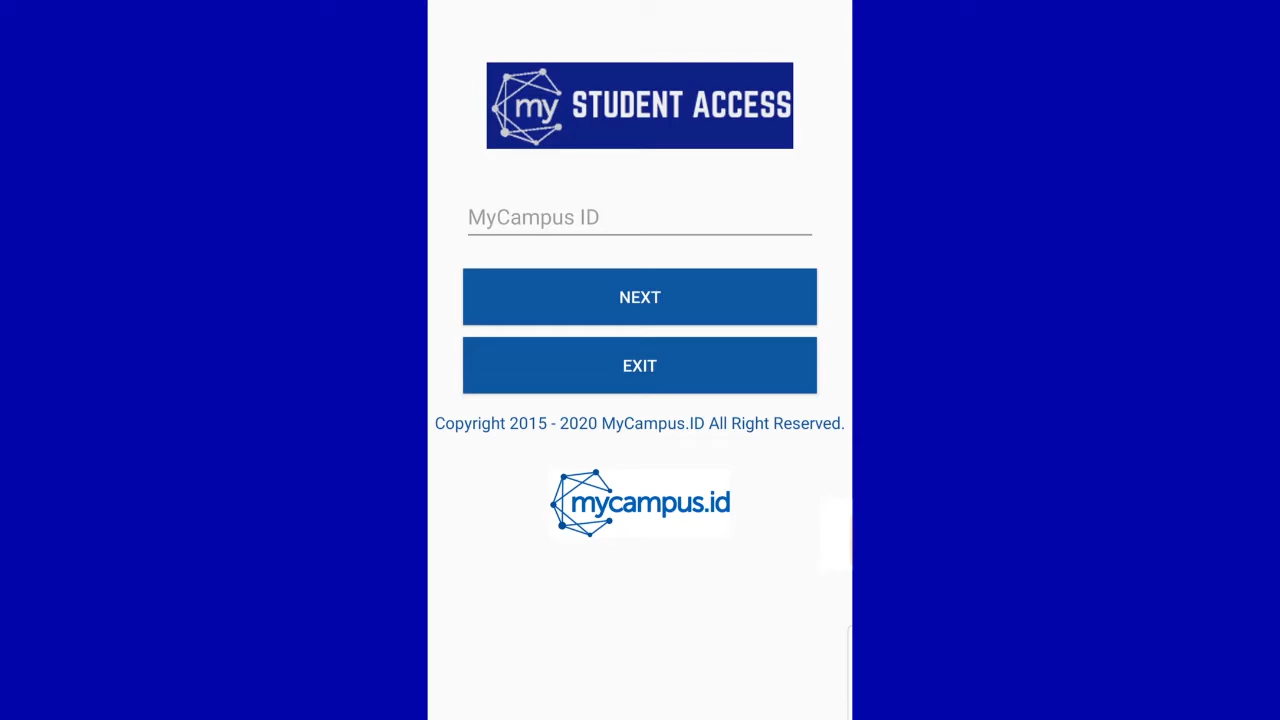 my STUDENT ACCESS
MyCampus ID
NEXT
EXIT
Copyright 2015 - 2020 MyCampus.ID All Right Reserved.
mycampus.id